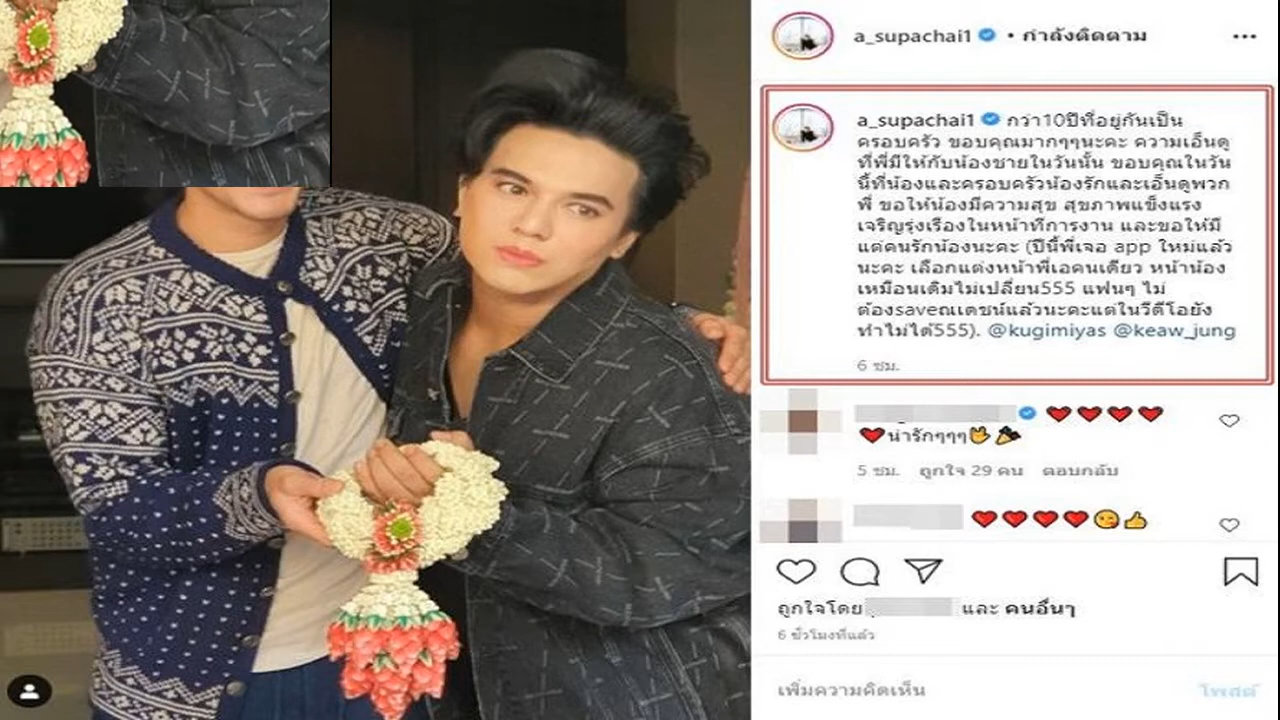 a_supachai1 • กำลังติดตาม
a_supachai1 กว่า10ปีที่อยู่กันเป็น
ครอบครัว ขอบคุณมากๆๆนะคะ ความเอ็นดู
ที่พี่มีให้กับน้องชายในวันนั้น ขอบคุณในวัน
นี้ที่น้องและครอบครัวน้องรักและเอ็นดูพวก
พี่ ขอให้น้องมีความสุข สุขภาพแข็งแรง
เจริญรุ่งเรืองในหน้าที่การงาน และขอให้มี
แต่คนรักน้องนะคะ (ปีนี้พี่เจอ app ใหม่แล้ว
นะคะ เลือกแต่งหน้าพี่เอคนเดียว หน้าน้อง
เหมือนเดิมไม่เปลี่ยน555 แฟนๆ ไม่
ต้องsaveณเดชน์แล้วนะคะแต่ในวีดีโอยัง
ทำไม่ได้555). @kugimiyas @keaw_jung
6 ชม.
❤️❤️❤️❤️
❤️น่ารักๆๆๆ
5 ชม. ถูกใจ 29 คน ตอบกลับ
❤️❤️❤️❤️😘👍
ถูกใจโดย และ คนอื่นๆ
6 ชั่วโมงที่แล้ว
เพิ่มความคิดเห็น โพสต์